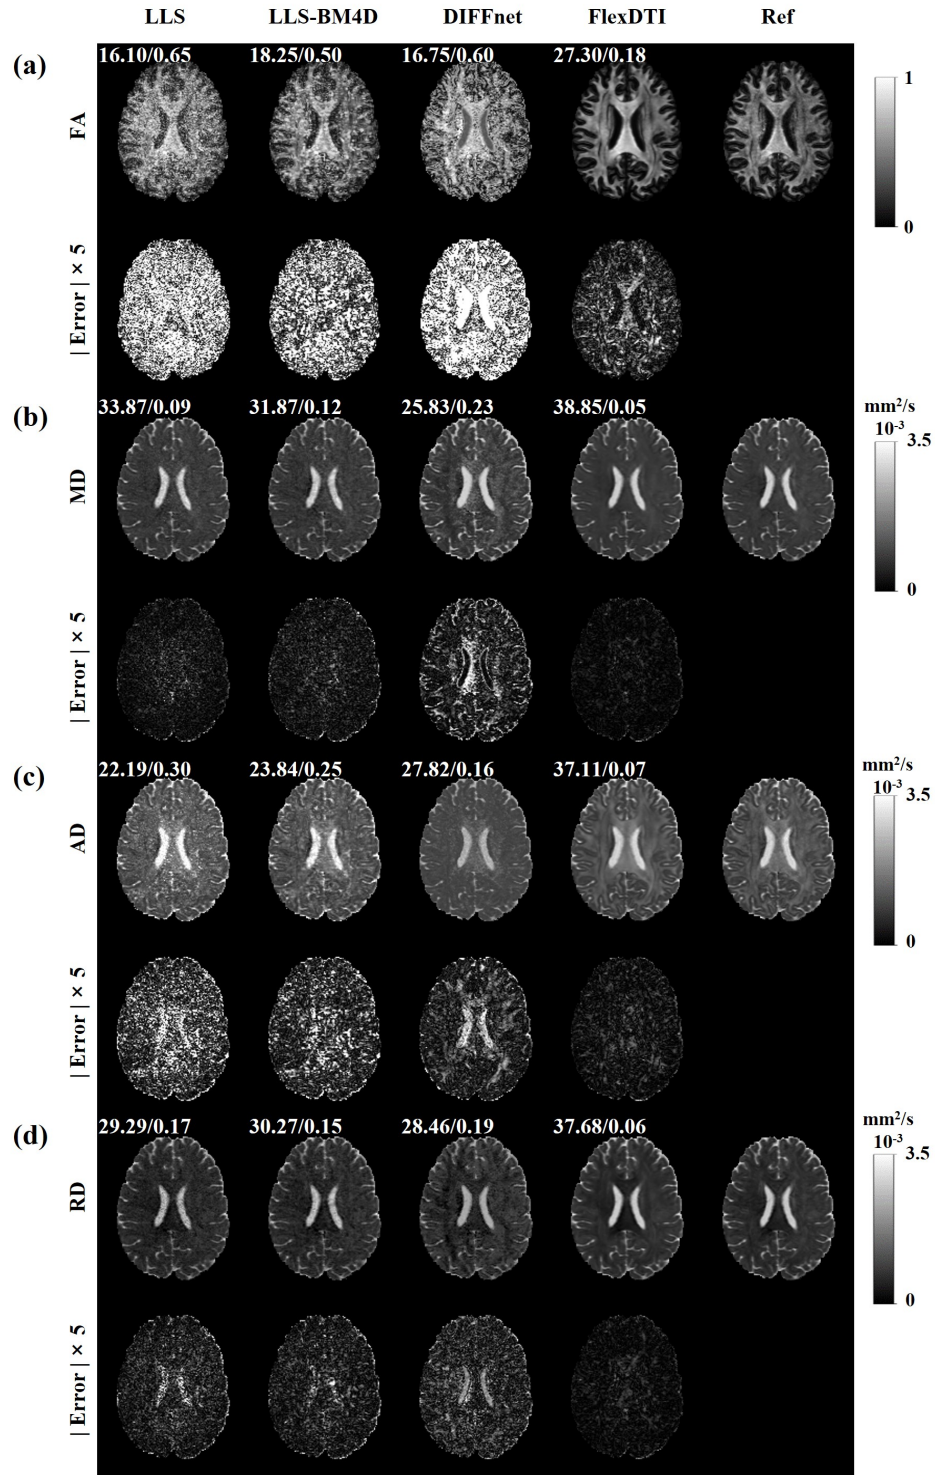 LLS LLS-BM4D DIFFnet FlexDTI Ref
(a) FA 16.10/0.65 18.25/0.50 16.75/0.60 27.30/0.18
1
0
| Error | × 5
(b) MD 33.87/0.09 31.87/0.12 25.83/0.23 38.85/0.05
mm²/s
10⁻³ 3.5
0
| Error | × 5
(c) AD 22.19/0.30 23.84/0.25 27.82/0.16 37.11/0.07
mm²/s
10⁻³ 3.5
0
| Error | × 5
(d) RD 29.29/0.17 30.27/0.15 28.46/0.19 37.68/0.06
mm²/s
10⁻³ 3.5
0
| Error | × 5